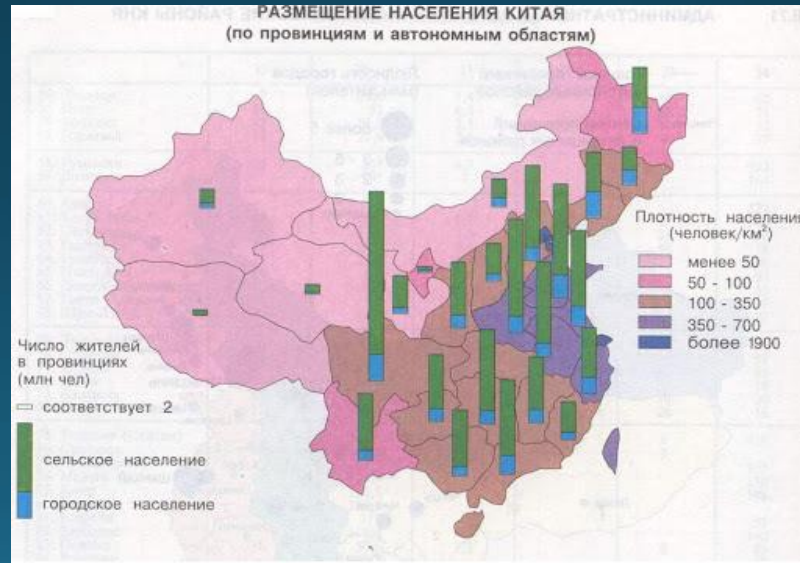 РАЗМЕЩЕНИЕ НАСЕЛЕНИЯ КИТАЯ
(по провинциям и автономным областям)
Плотность населения
(человек/км²)
менее 50
50 - 100
100 - 350
350 - 700
более 1900
Число жителей
в провинциях
(млн чел)
соответствует 2
сельское население
городское население